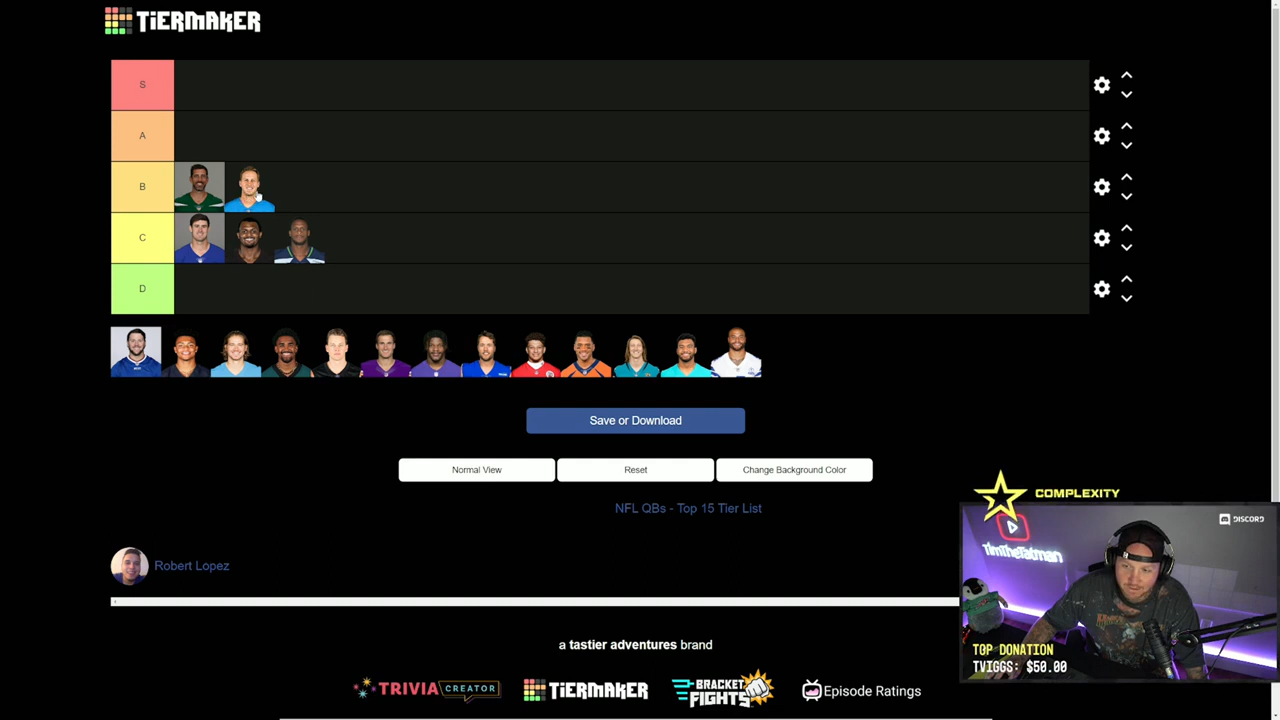 TiERMAKER
S
A
B
C
D
Save or Download
Normal View
Reset
Change Background Color
NFL QBs - Top 15 Tier List
Robert Lopez
COMPLEXITY
DISCORD
TimTheTatman
TOP DONATION
TVIGGS: $50.00
a tastier adventures brand
TRIVIA CREATOR
TiERMAKER
BRACKET FIGHTS
Episode Ratings